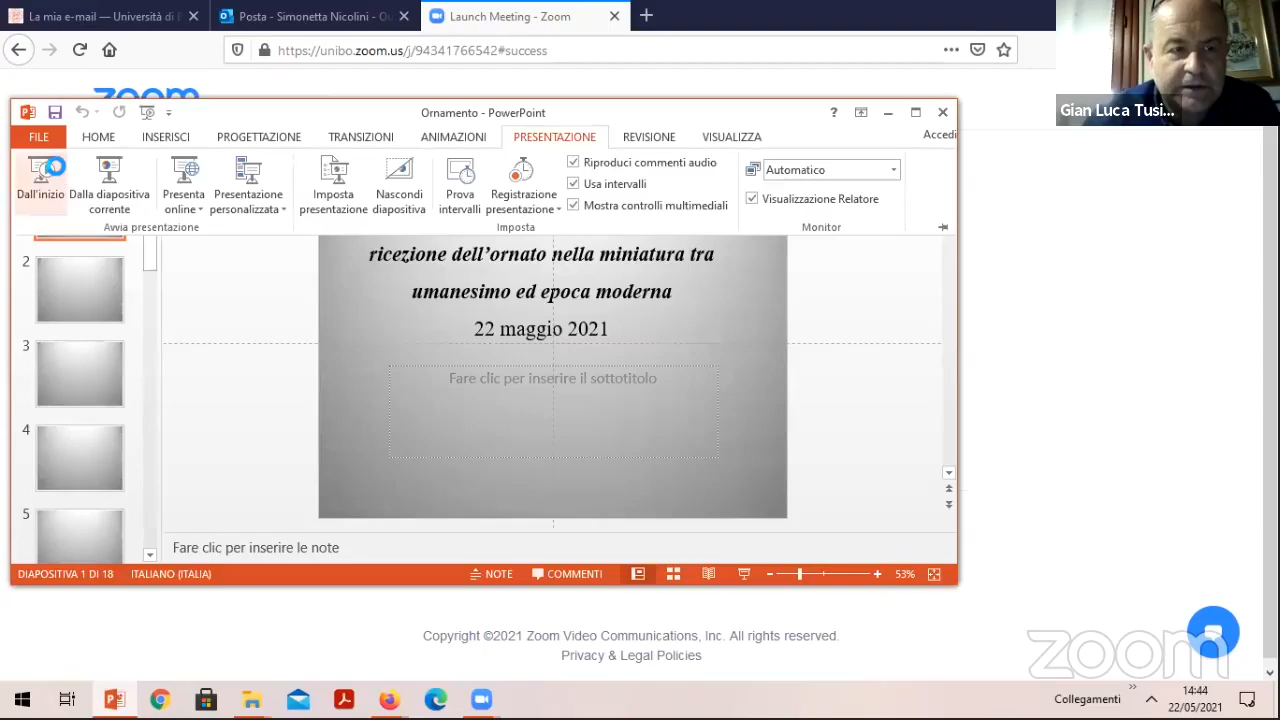 La mia e-mail — Università di B
Posta - Simonetta Nicolini - Ou
Launch Meeting - Zoom
https://unibo.zoom.us/j/94341766542#success
Gian Luca Tusi...
Ornamento - PowerPoint
FILE HOME INSERISCI PROGETTAZIONE TRANSIZIONI ANIMAZIONI PRESENTAZIONE REVISIONE VISUALIZZA Accedi
Dall'inizio
Dalla diapositiva corrente
Presenta online
Presentazione personalizzata
Avvia presentazione
Imposta presentazione
Nascondi diapositiva
Prova intervalli
Registrazione presentazione
Riproduci commenti audio
Usa intervalli
Mostra controlli multimediali
Imposta
Automatico
Visualizzazione Relatore
Monitor
2
3
4
5
ricezione dell'ornato nella miniatura tra
umanesimo ed epoca moderna
22 maggio 2021
Fare clic per inserire il sottotitolo
Fare clic per inserire le note
DIAPOSITIVA 1 DI 18 ITALIANO (ITALIA) NOTE COMMENTI 53%
Copyright ©2021 Zoom Video Communications, Inc. All rights reserved.
Privacy & Legal Policies
zoom
Collegamenti
14:44
22/05/2021